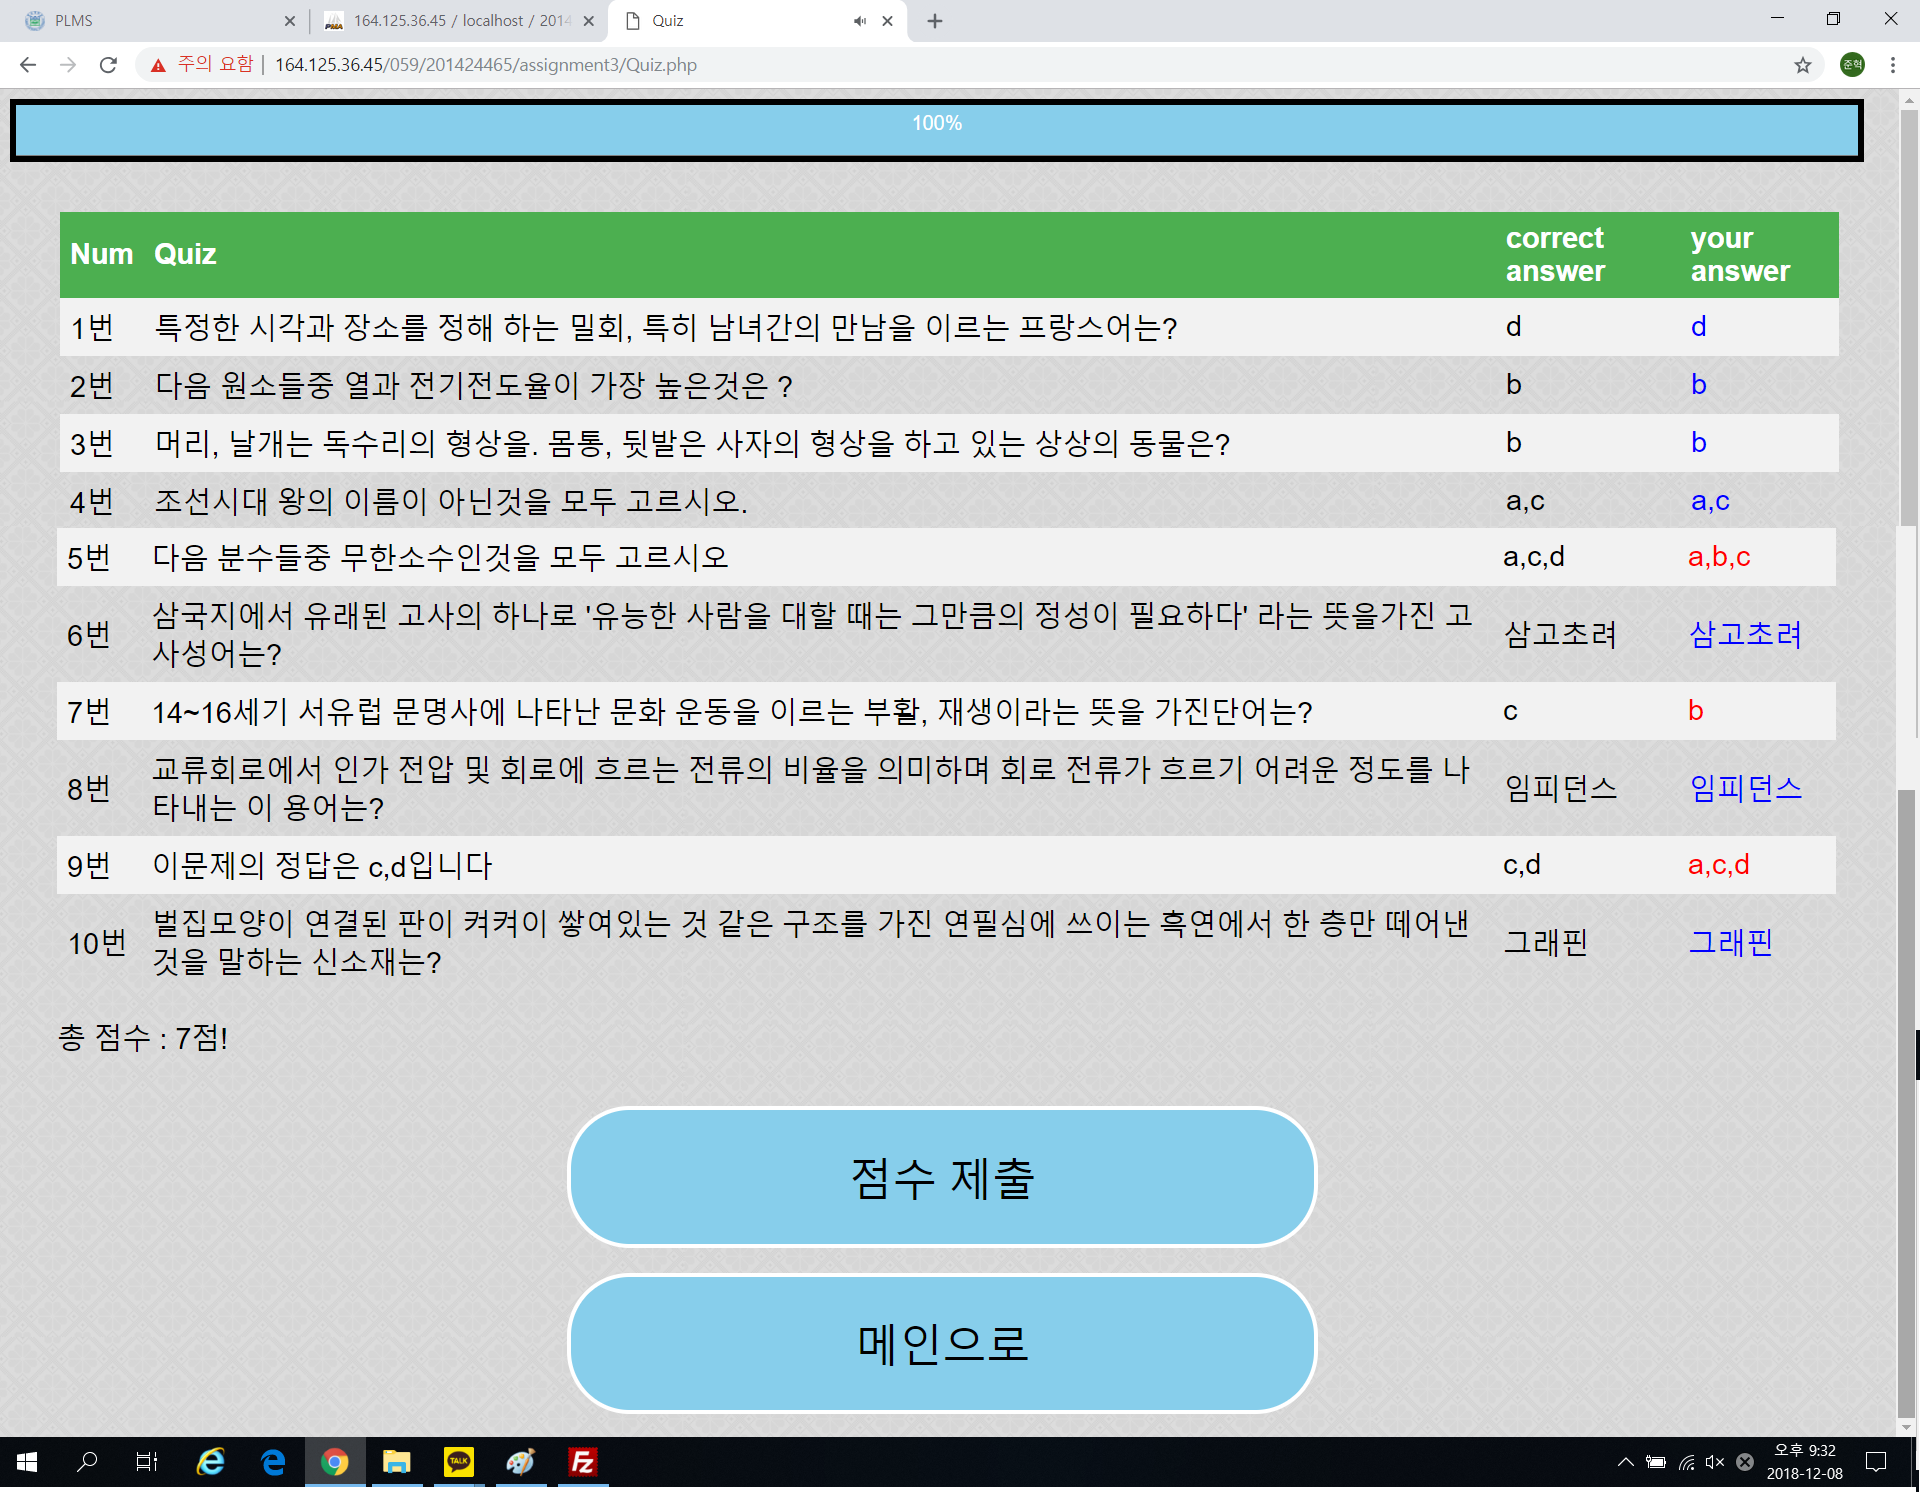 PLMS
164.125.36.45 / localhost / 2014
Quiz
주의 요함 | 164.125.36.45/059/201424465/assignment3/Quiz.php
준혁
100%
Num Quiz correct answer your answer
1번 특정한 시각과 장소를 정해 하는 밀회, 특히 남녀간의 만남을 이르는 프랑스어는? d d
2번 다음 원소들중 열과 전기전도율이 가장 높은것은 ? b b
3번 머리, 날개는 독수리의 형상을. 몸통, 뒷발은 사자의 형상을 하고 있는 상상의 동물은? b b
4번 조선시대 왕의 이름이 아닌것을 모두 고르시오. a,c a,c
5번 다음 분수들중 무한소수인것을 모두 고르시오 a,c,d a,b,c
6번 삼국지에서 유래된 고사의 하나로 '유능한 사람을 대할 때는 그만큼의 정성이 필요하다' 라는 뜻을가진 고
사성어는? 삼고초려 삼고초려
7번 14~16세기 서유럽 문명사에 나타난 문화 운동을 이르는 부활, 재생이라는 뜻을 가진단어는? c b
8번 교류회로에서 인가 전압 및 회로에 흐르는 전류의 비율을 의미하며 회로 전류가 흐르기 어려운 정도를 나
타내는 이 용어는? 임피던스 임피던스
9번 이문제의 정답은 c,d입니다 c,d a,c,d
10번 벌집모양이 연결된 판이 켜켜이 쌓여있는 것 같은 구조를 가진 연필심에 쓰이는 흑연에서 한 층만 떼어낸
것을 말하는 신소재는? 그래핀 그래핀
총 점수 : 7점!
점수 제출
메인으로
TALK
Fz
오후 9:32
2018-12-08